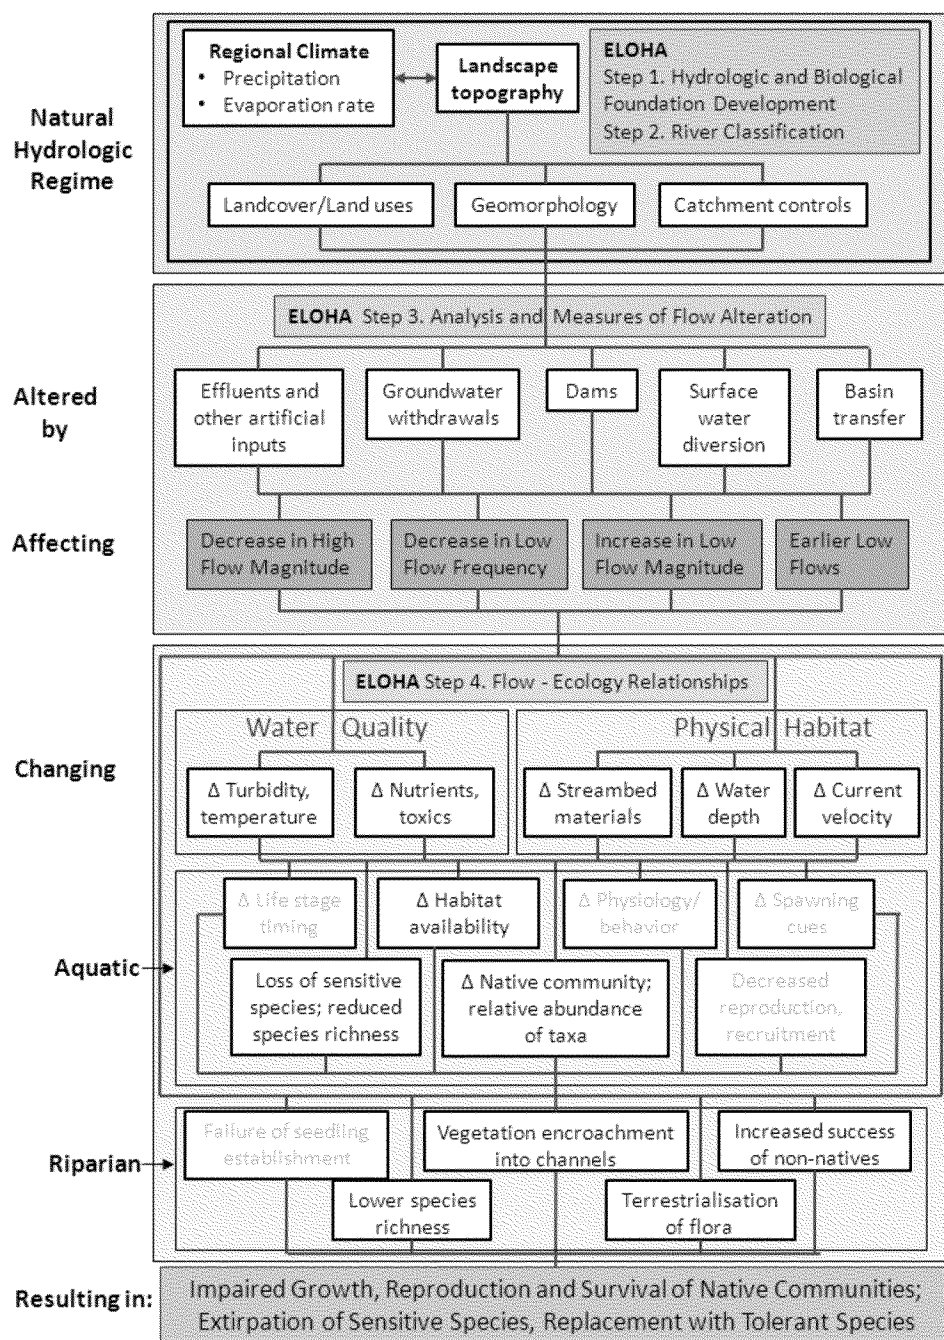 Natural
Hydrologic
Regime
Regional Climate
• Precipitation
• Evaporation rate
Landscape
topography
ELOHA
Step 1. Hydrologic and Biological
Foundation Development
Step 2. River Classification
Landcover/Land uses
Geomorphology
Catchment controls
ELOHA Step 3. Analysis and Measures of Flow Alteration
Altered
by
Effluents and
other artificial
inputs
Groundwater
withdrawals
Dams
Surface
water
diversion
Basin
transfer
Affecting
Decrease in High
Flow Magnitude
Decrease in Low
Flow Frequency
Increase in Low
Flow Magnitude
Earlier Low
Flows
ELOHA Step 4. Flow - Ecology Relationships
Changing
Water Quality
Physical Habitat
Δ Turbidity,
temperature
Δ Nutrients,
toxics
Δ Streambed
materials
Δ Water
depth
Δ Current
velocity
Aquatic
Δ Life stage
timing
Δ Habitat
availability
Δ Physiology/
behavior
Δ Spawning
cues
Loss of sensitive
species; reduced
species richness
Δ Native community;
relative abundance
of taxa
Decreased
reproduction,
recruitment
Riparian
Failure of seedling
establishment
Vegetation encroachment
into channels
Increased success
of non-natives
Lower species
richness
Terrestrialisation
of flora
Resulting in:
Impaired Growth, Reproduction and Survival of Native Communities;
Extirpation of Sensitive Species, Replacement with Tolerant Species